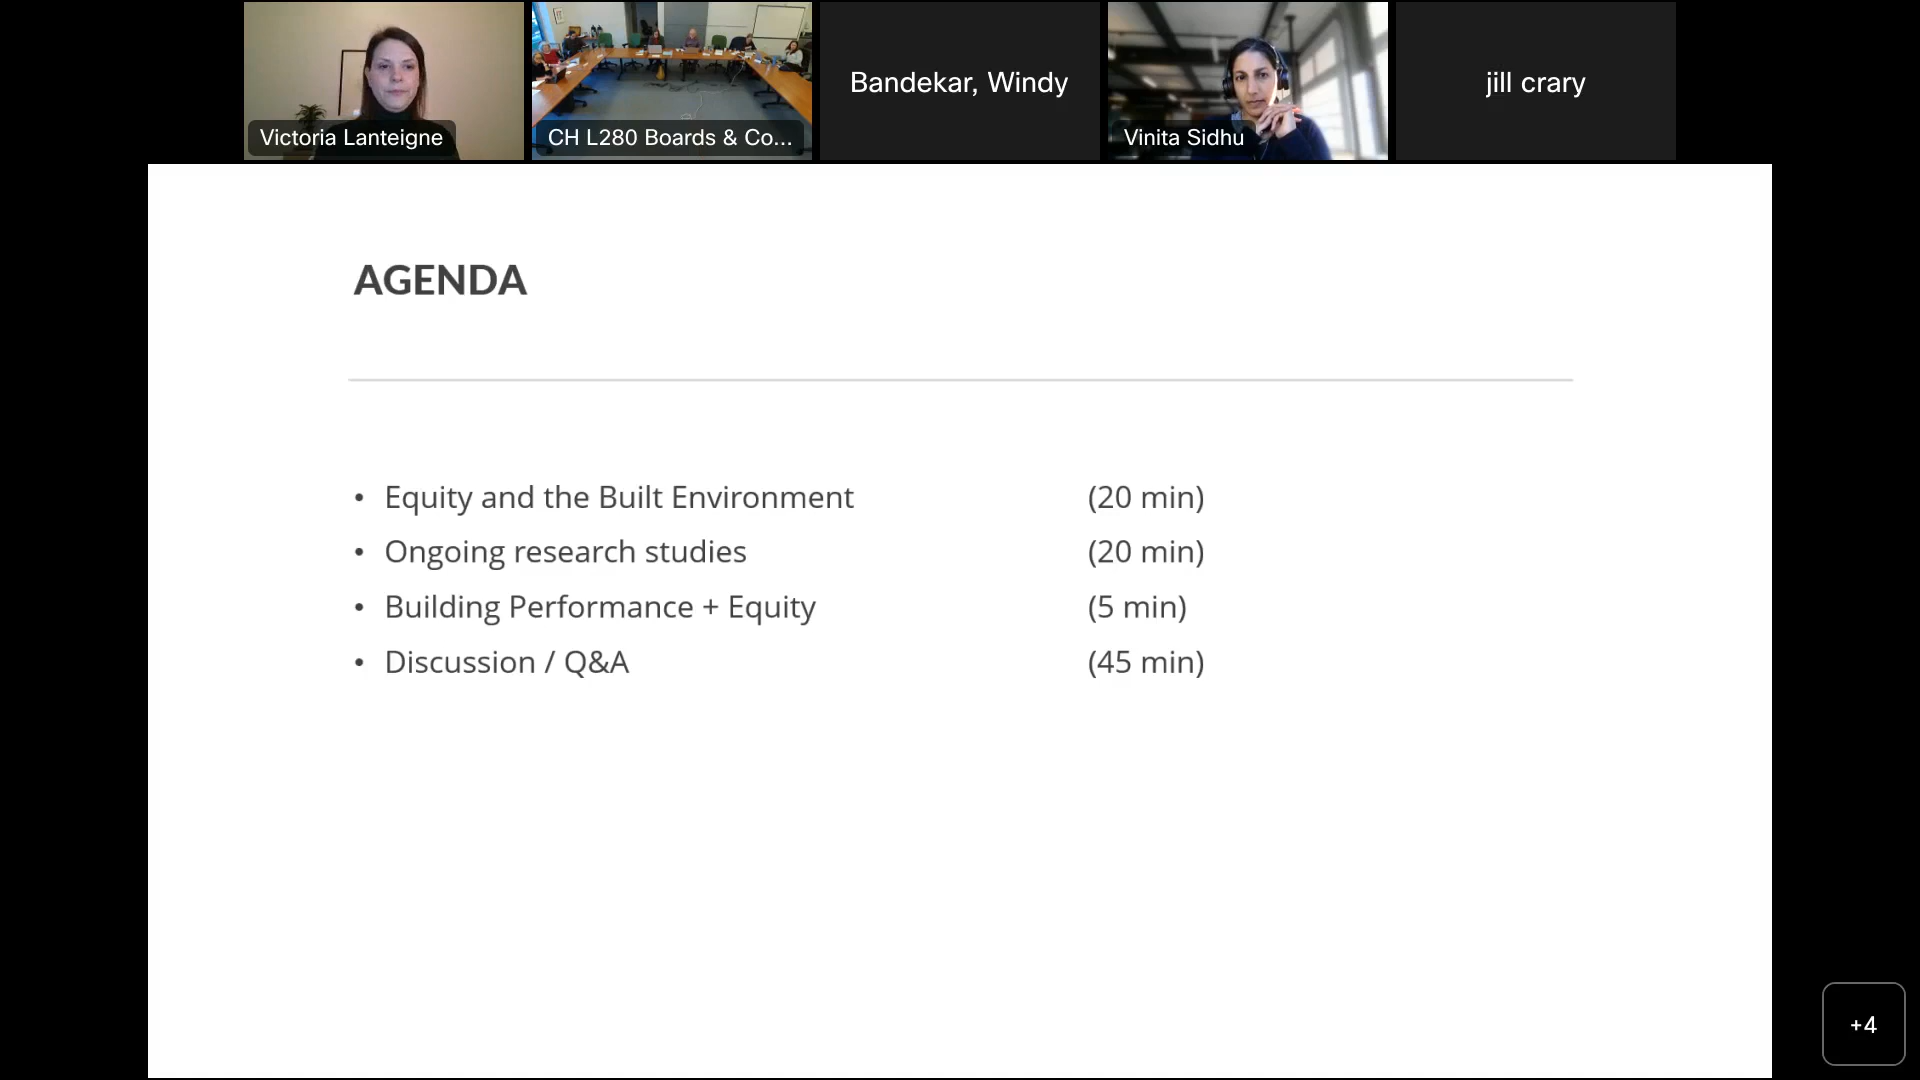 Victoria Lanteigne
CH L280 Boards & Co...
Bandekar, Windy
Vinita Sidhu
jill crary
AGENDA
• Equity and the Built Environment (20 min)
• Ongoing research studies (20 min)
• Building Performance + Equity (5 min)
• Discussion / Q&A (45 min)
+4